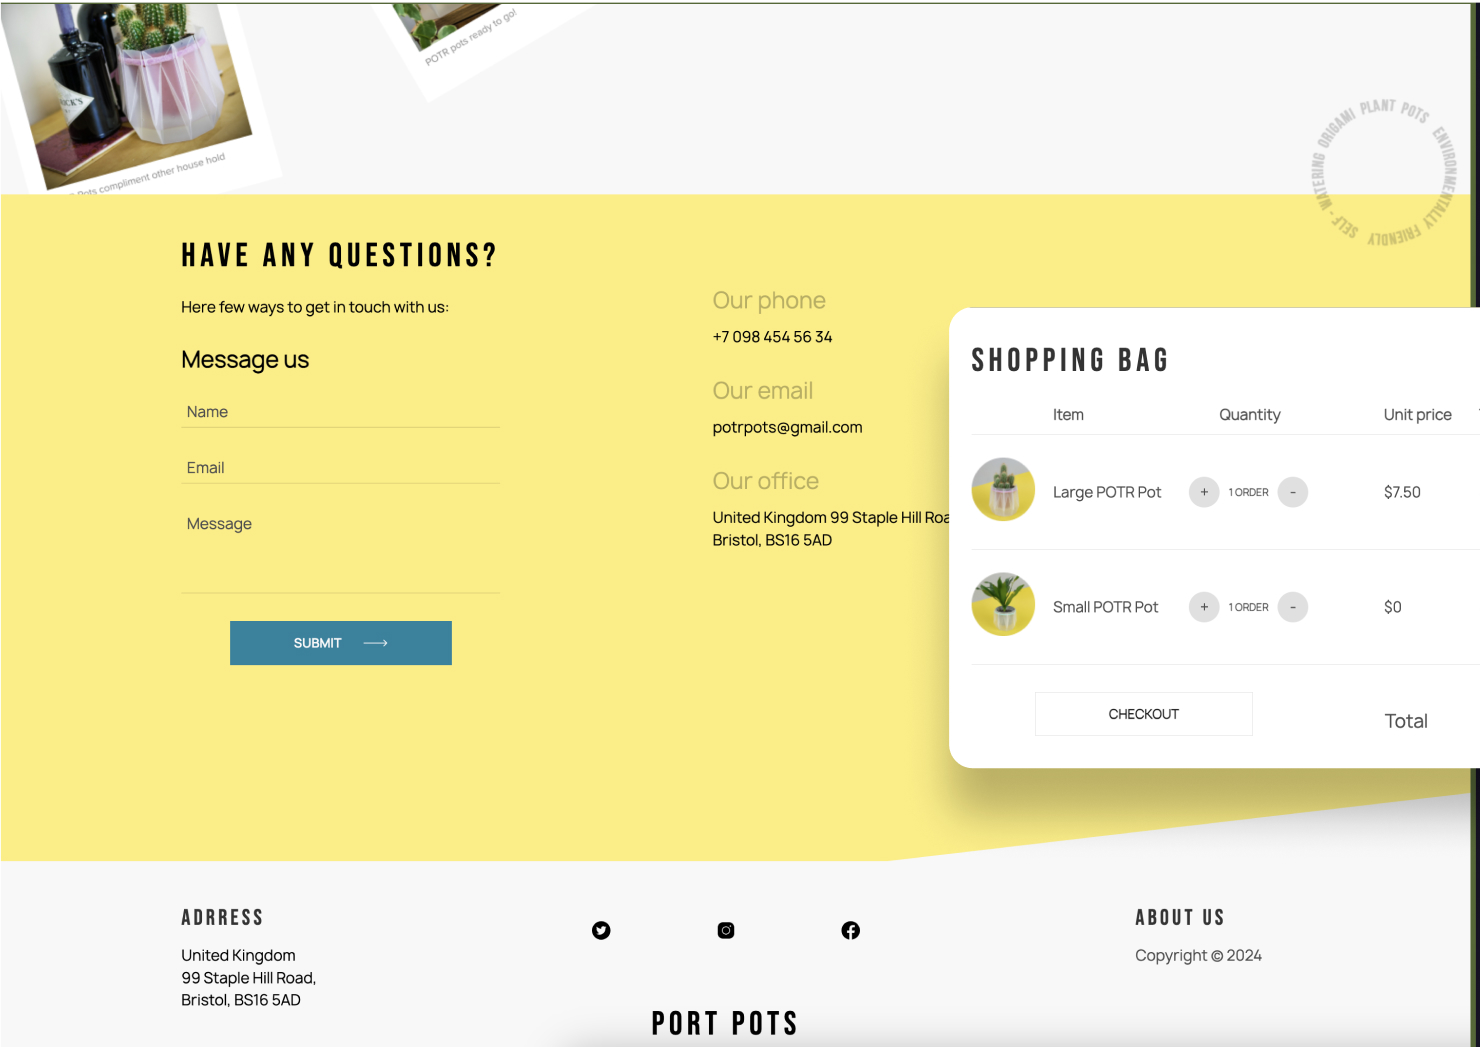 ICK'S
Pots compliment other house hold
POTR pots ready to go!
SELF - WATERING ORIGAMI PLANT POTS ENVIRONMENTALLY FRIENDLY
HAVE ANY QUESTIONS?
Here few ways to get in touch with us:
Message us
Name
Email
Message
SUBMIT
Our phone
+7 098 454 56 34
Our email
potrpots@gmail.com
Our office
United Kingdom 99 Staple Hill Roa
Bristol, BS16 5AD
SHOPPING BAG
Item Quantity Unit price
Large POTR Pot + 1 ORDER - $7.50
Small POTR Pot + 1 ORDER - $0
CHECKOUT Total
ADRRESS
United Kingdom
99 Staple Hill Road,
Bristol, BS16 5AD
ABOUT US
Copyright © 2024
PORT POTS